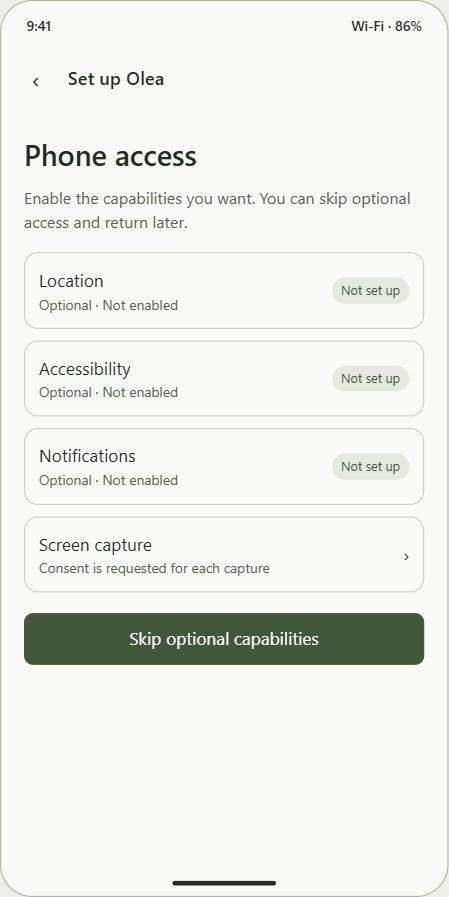 9:41
Wi-Fi · 86%
‹ Set up Olea
Phone access
Enable the capabilities you want. You can skip optional
access and return later.
Location
Optional · Not enabled
Not set up
Accessibility
Optional · Not enabled
Not set up
Notifications
Optional · Not enabled
Not set up
Screen capture
Consent is requested for each capture
›
Skip optional capabilities